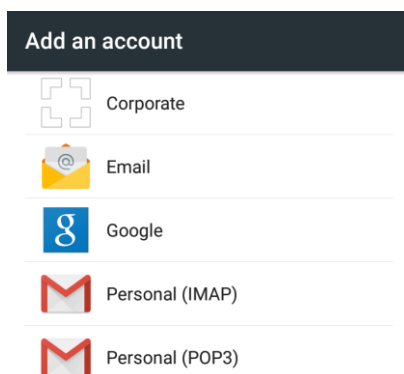 Add an account
Corporate
@
Email
g
Google
Personal (IMAP)
Personal (POP3)